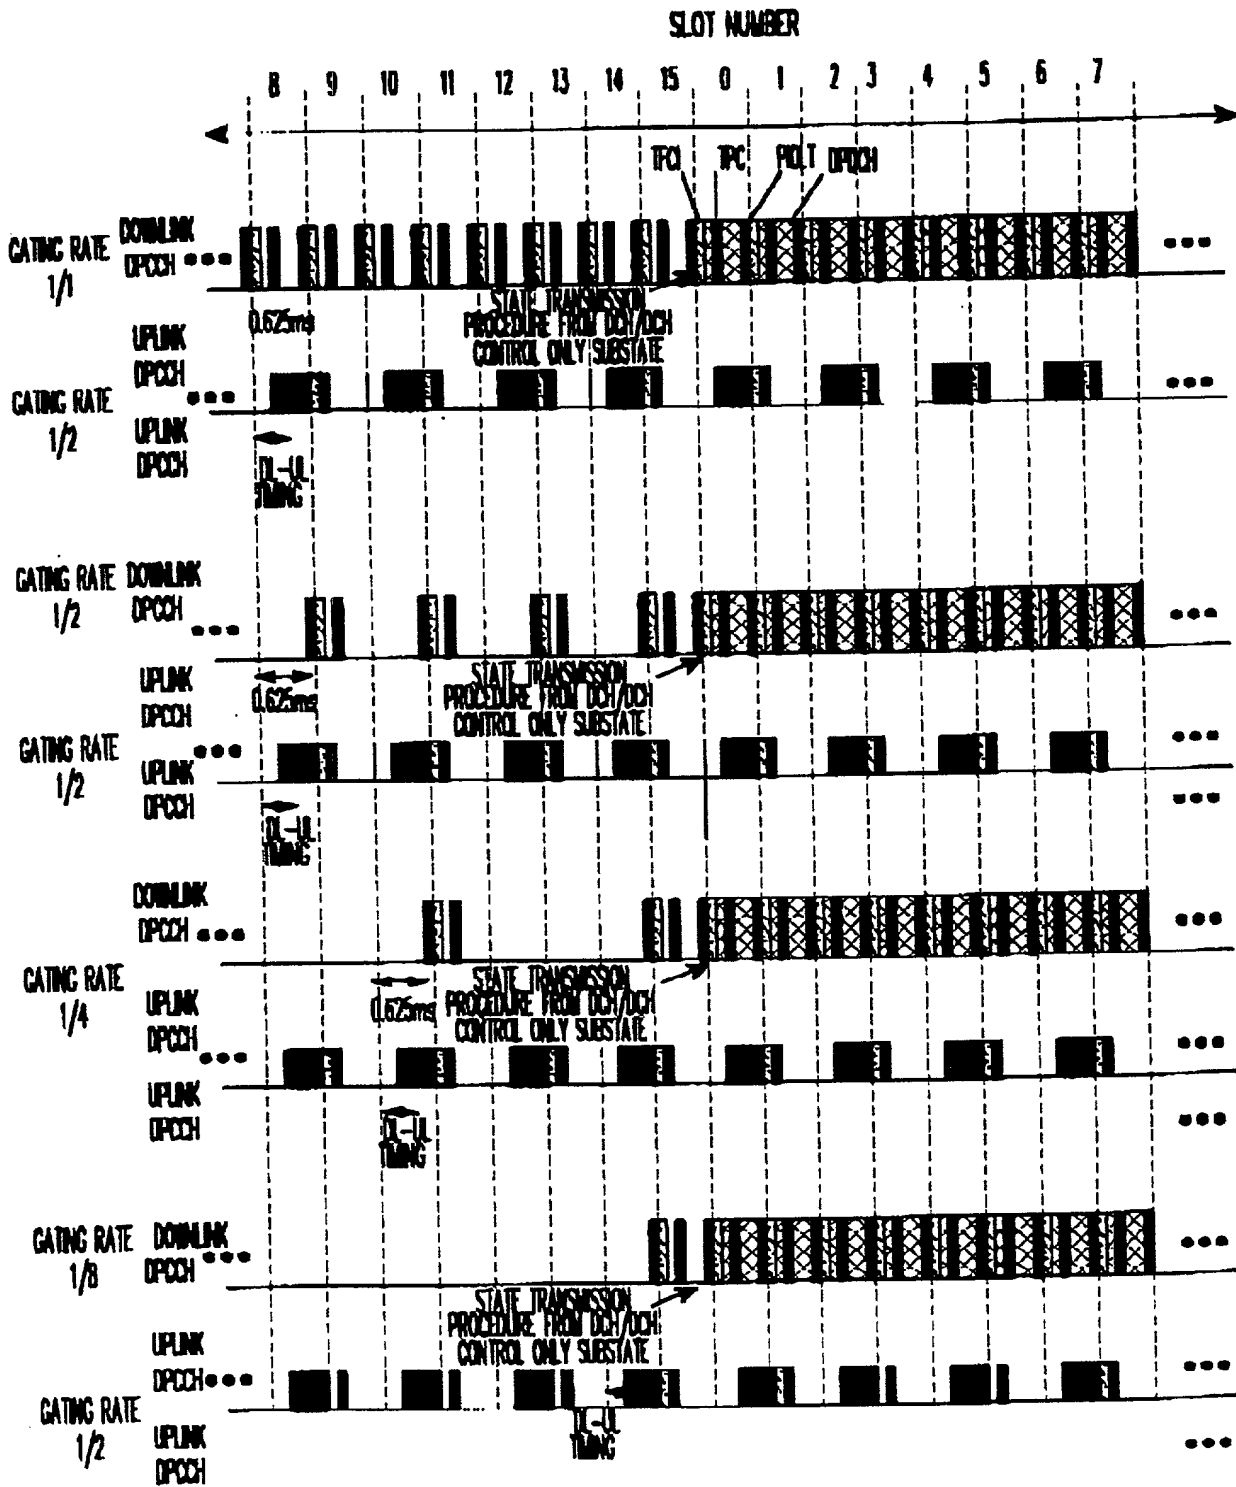 SLOT NUMBER
8 9 10 11 12 13 14 15 0 1 2 3 4 5 6 7
TFCI TPC PIOLT DPDCH
GATING RATE 1/1
DOWNLINK DPCCH
0.625ms
STATE TRANSMISSION
PROCEDURE FROM DCH/DCH
CONTROL ONLY SUBSTATE
UPLINK DPCCH
GATING RATE 1/2
UPLINK DPCCH
DL-UL
TIMING
GATING RATE 1/2
DOWNLINK DPCCH
0.625ms
STATE TRANSMISSION
PROCEDURE FROM DCH/DCH
CONTROL ONLY SUBSTATE
UPLINK DPCCH
GATING RATE 1/2
UPLINK DPCCH
DL-UL
TIMING
DOWNLINK DPCCH
GATING RATE 1/4
0.625ms
STATE TRANSMISSION
PROCEDURE FROM DCH/DCH
CONTROL ONLY SUBSTATE
UPLINK DPCCH
UPLINK DPCCH
DL-UL
TIMING
GATING RATE 1/8
DOWNLINK DPCCH
STATE TRANSMISSION
PROCEDURE FROM DCH/DCH
CONTROL ONLY SUBSTATE
UPLINK DPCCH
GATING RATE 1/2
UPLINK DPCCH
DL-UL
TIMING